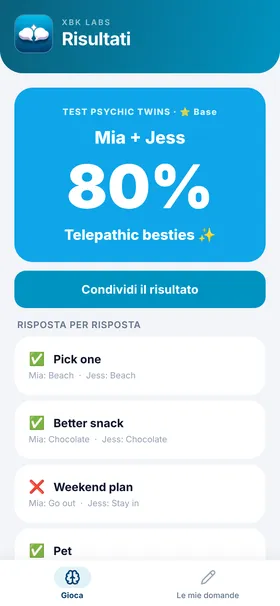 XBK LABS
Risultati
TEST PSYCHIC TWINS · ⭐ Base
Mia + Jess
80%
Telepathic besties ✨
Condividi il risultato
RISPOSTA PER RISPOSTA
✅ Pick one
Mia: Beach · Jess: Beach
✅ Better snack
Mia: Chocolate · Jess: Chocolate
❌ Weekend plan
Mia: Go out · Jess: Stay in
✅ Pet
Gioca
Le mie domande